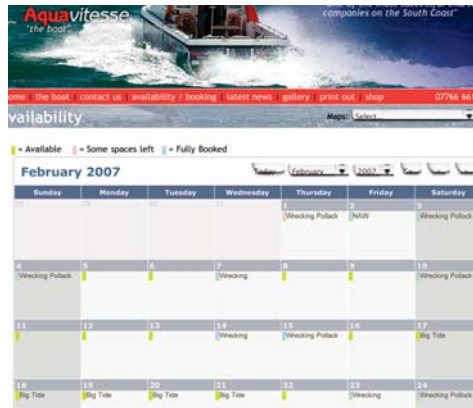 Aquavitesse
"the boat"
companies on the South Coast"
ome | the boat | contact us | availability / booking | latest news | gallery | print out | shop 07766 661
vailability Maps: Select...
= Available = Some spaces left = Fully Booked
February 2007 Today February 2007
Sunday Monday Tuesday Wednesday Thursday Friday Saturday
28 29 30 31 1 2 3
Wrecking Pollack NAW Wrecking Pollock
4 5 6 7 8 9 10
Wrecking Pollack Wrecking Wrecking Pollack
11 12 13 14 15 16 17
Wrecking Wrecking Pollack Big Tide
18 19 20 21 22 23 24
Big Tide Big Tide Big Tide Big Tide Wrecking Wrecking Pollack